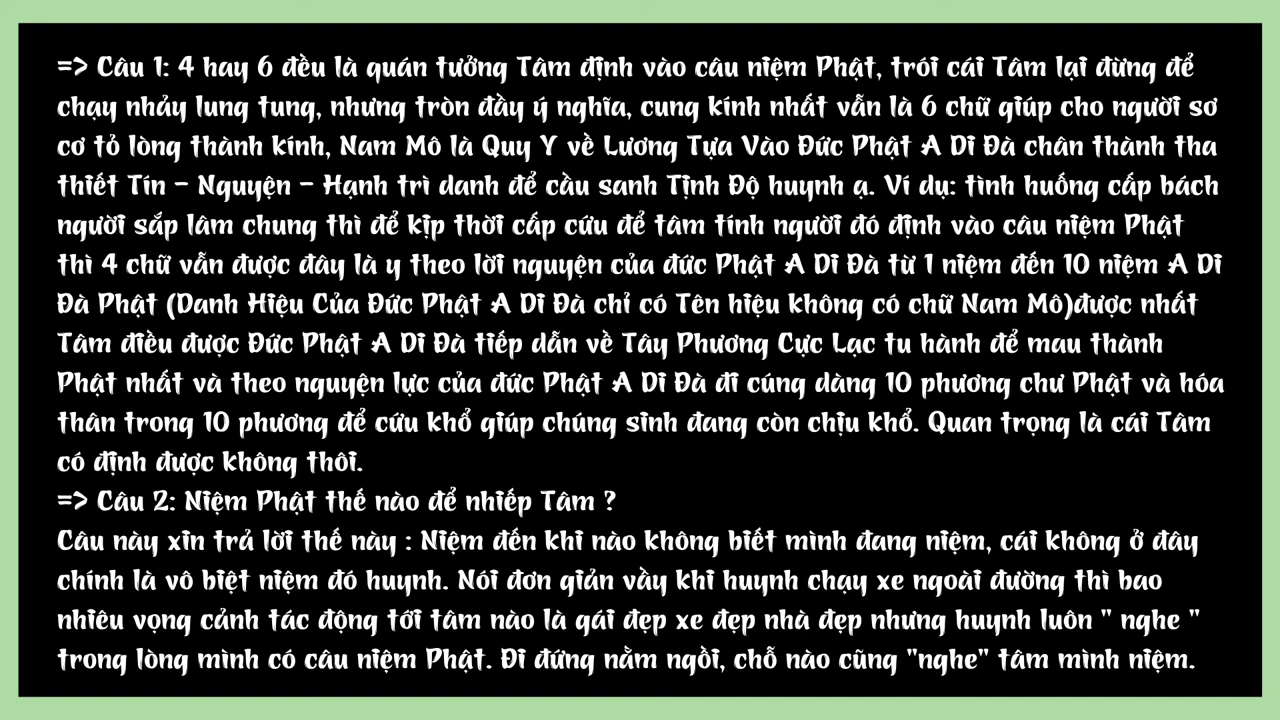 => Câu 1: 4 hay 6 đều là quán tưởng Tâm định vào câu niệm Phật, trói cái Tâm lại đừng để
chạy nhảy lung tung, nhưng tròn đầy ý nghĩa, cung kính nhất vẫn là 6 chữ giúp cho người sơ
cơ tỏ lòng thành kính, Nam Mô là Quy Y về Lương Tựa Vào Đức Phật A Di Đà chân thành tha
thiết Tín – Nguyện – Hạnh trì danh để cầu sanh Tịnh Độ huynh ạ. Ví dụ: tình huống cấp bách
người sắp lâm chung thì để kịp thời cấp cứu để tâm tính người đó định vào câu niệm Phật
thì 4 chữ vẫn được đây là y theo lời nguyện của đức Phật A Di Đà từ 1 niệm đến 10 niệm A Di
Đà Phật (Danh Hiệu Của Đức Phật A Di Đà chỉ có Tên hiệu không có chữ Nam Mô)được nhất
Tâm điều được Đức Phật A Di Đà tiếp dẫn về Tây Phương Cực Lạc tu hành để mau thành
Phật nhất và theo nguyện lực của đức Phật A Di Đà đi cúng dàng 10 phương chư Phật và hóa
thân trong 10 phương để cứu khổ giúp chúng sinh đang còn chịu khổ. Quan trọng là cái Tâm
có định được không thôi.
=> Câu 2: Niệm Phật thế nào để nhiếp Tâm ?
Câu này xin trả lời thế này : Niệm đến khi nào không biết mình đang niệm, cái không ở đây
chính là vô biệt niệm đó huynh. Nói đơn giản vầy khi huynh chạy xe ngoài đường thì bao
nhiêu vọng cảnh tác động tới tâm nào là gái đẹp xe đẹp nhà đẹp nhưng huynh luôn " nghe "
trong lòng mình có câu niệm Phật. Đi đứng nằm ngồi, chỗ nào cũng "nghe" tâm mình niệm.